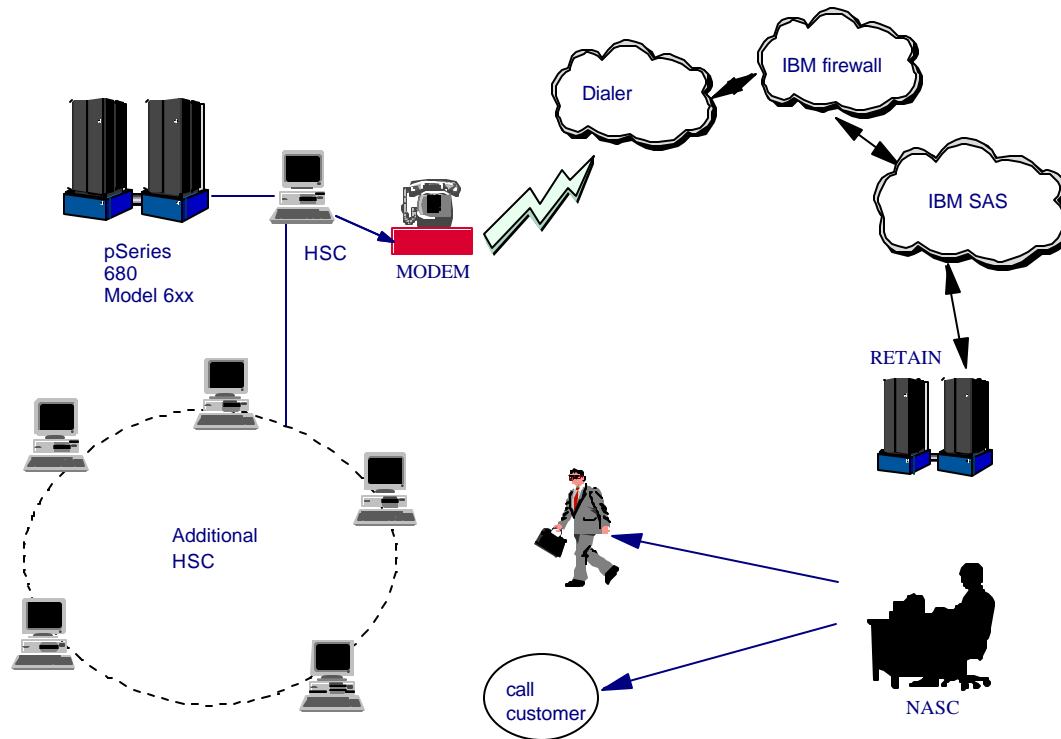 IBM firewall
Dialer
IBM SAS
pSeries
680
Model 6xx
HSC
MODEM
RETAIN
Additional
HSC
call
customer
NASC